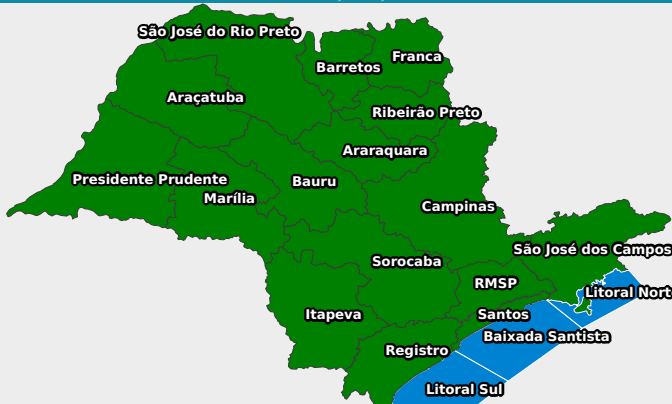 São José do Rio Preto
Franca
Barretos
Araçatuba
Ribeirão Preto
Araraquara
Presidente Prudente
Bauru
Marília
Campinas
São José dos Campos
Sorocaba
RMSP
Litoral Nort
Itapeva
Santos
Baixada Santista
Registro
Litoral Sul